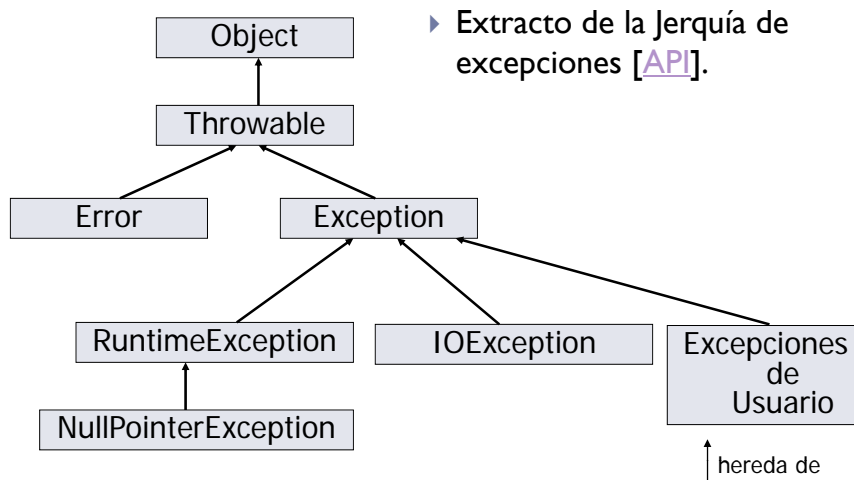 Object
Extracto de la Jerquía de
excepciones [API].
Throwable
Error
Exception
RuntimeException
IOException
Excepciones
de
Usuario
NullPointerException
hereda de